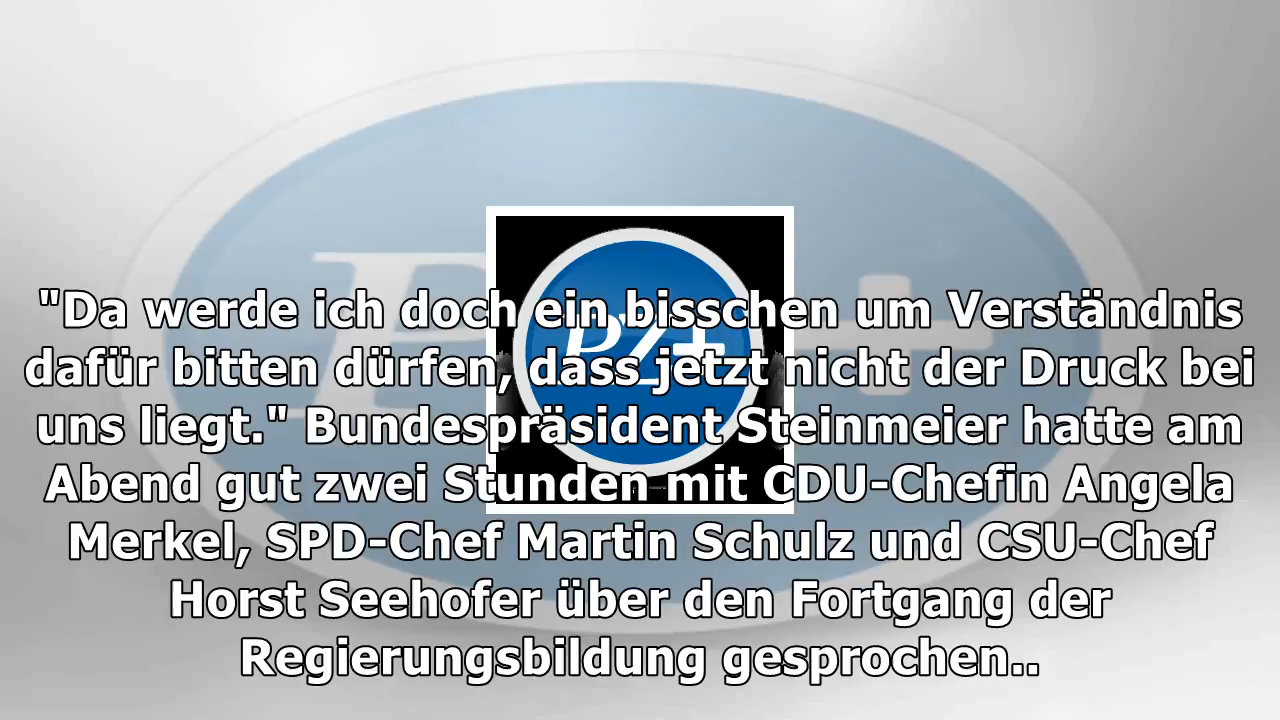 PZ+
"Da werde ich doch ein bisschen um Verständnis
dafür bitten dürfen, dass jetzt nicht der Druck bei
uns liegt." Bundespräsident Steinmeier hatte am
Abend gut zwei Stunden mit CDU-Chefin Angela
Merkel, SPD-Chef Martin Schulz und CSU-Chef
Horst Seehofer über den Fortgang der
Regierungsbildung gesprochen..